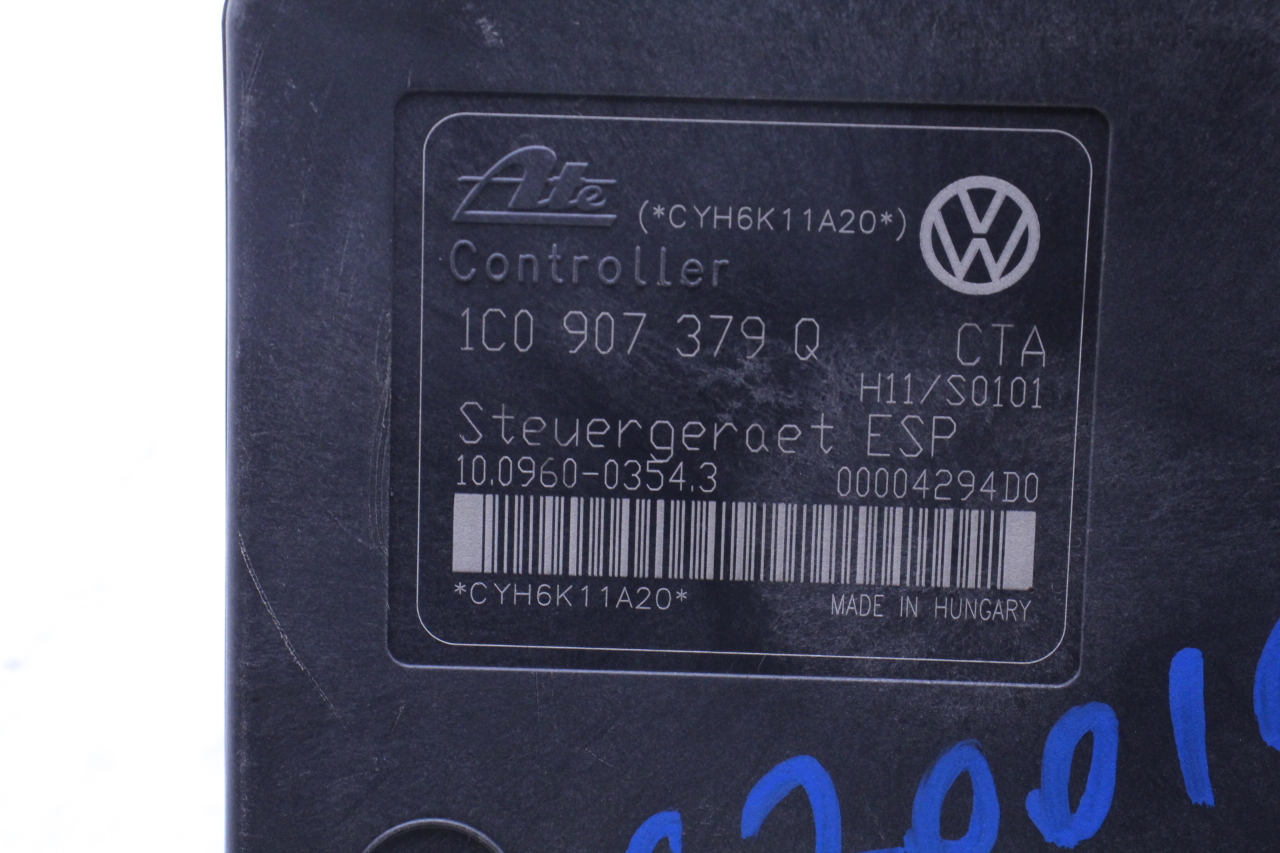 Ate (*CYH6K11A20*)
Controller
1C0 907 379 Q CTA
H11/S0101
Steuergeraet ESP
10.0960-0354.3 00004294D0
*CYH6K11A20* MADE IN HUNGARY